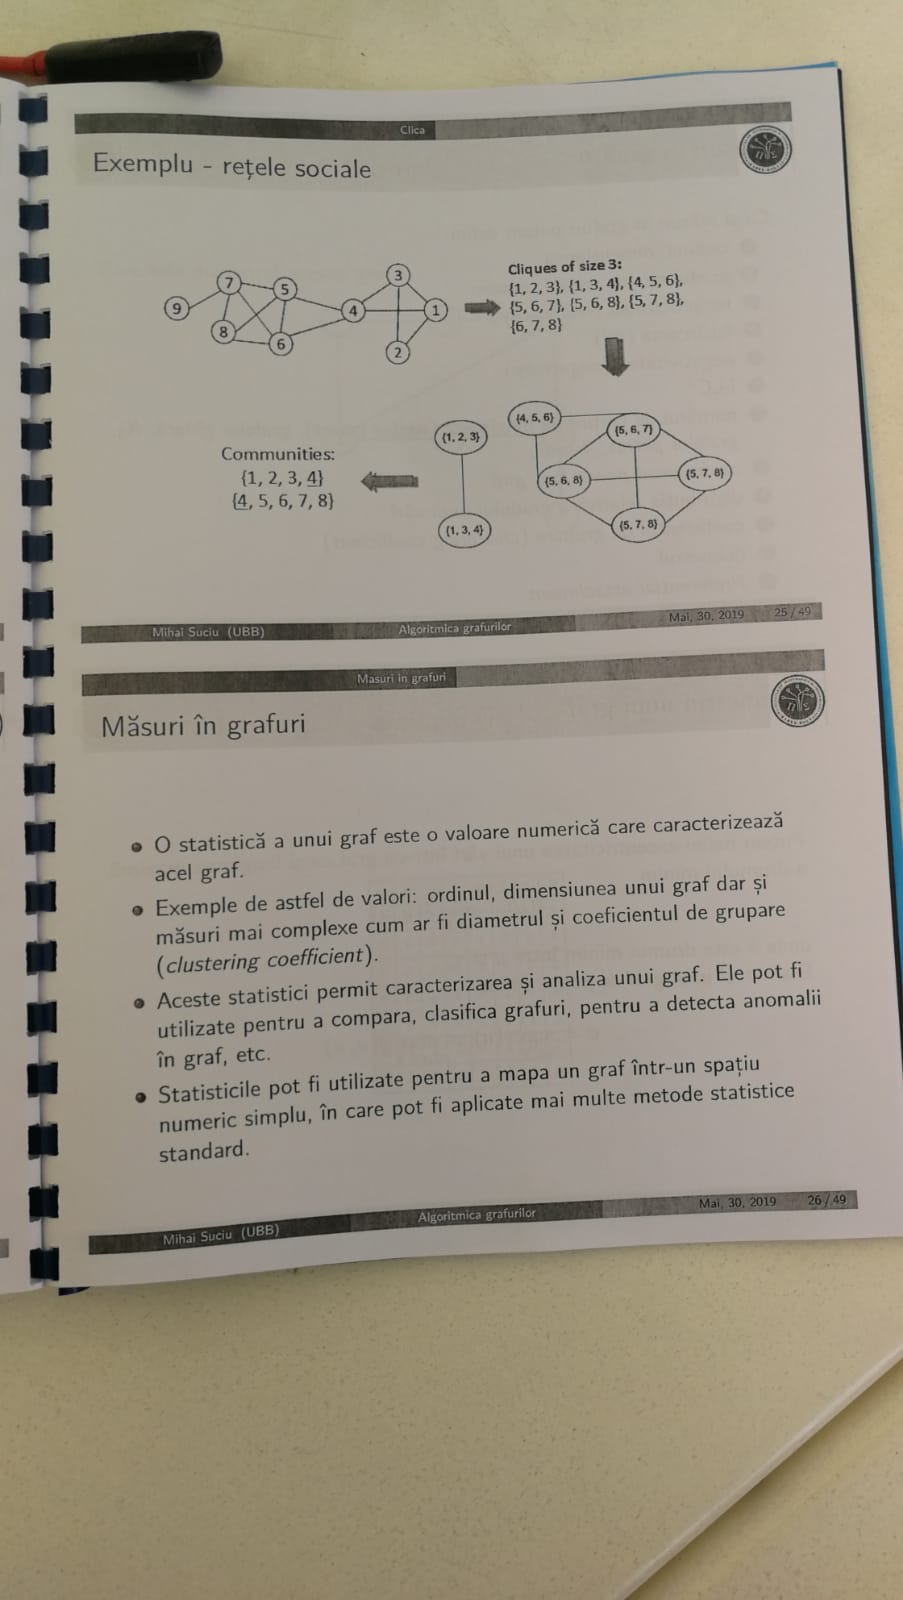 Clica
Exemplu - rețele sociale
9
7
5
8
6
4
3
1
2
Cliques of size 3:
{1, 2, 3}, {1, 3, 4}, {4, 5, 6},
{5, 6, 7}, {5, 6, 8}, {5, 7, 8},
{6, 7, 8}
{4, 5, 6}
{5, 6, 7}
{5, 6, 8}
{5, 7, 8}
{5, 7, 8}
{1, 2, 3}
{1, 3, 4}
Communities:
{1, 2, 3, 4}
{4, 5, 6, 7, 8}
Mihai Suciu (UBB) Algoritmica grafurilor Mai, 30, 2019 25 / 49
Masuri in grafuri
Măsuri în grafuri
O statistică a unui graf este o valoare numerică care caracterizează
acel graf.
Exemple de astfel de valori: ordinul, dimensiunea unui graf dar și
măsuri mai complexe cum ar fi diametrul și coeficientul de grupare
(clustering coefficient).
Aceste statistici permit caracterizarea și analiza unui graf. Ele pot fi
utilizate pentru a compara, clasifica grafuri, pentru a detecta anomalii
în graf, etc.
Statisticile pot fi utilizate pentru a mapa un graf într-un spațiu
numeric simplu, în care pot fi aplicate mai multe metode statistice
standard.
Mihai Suciu (UBB) Algoritmica grafurilor Mai, 30, 2019 26 / 49